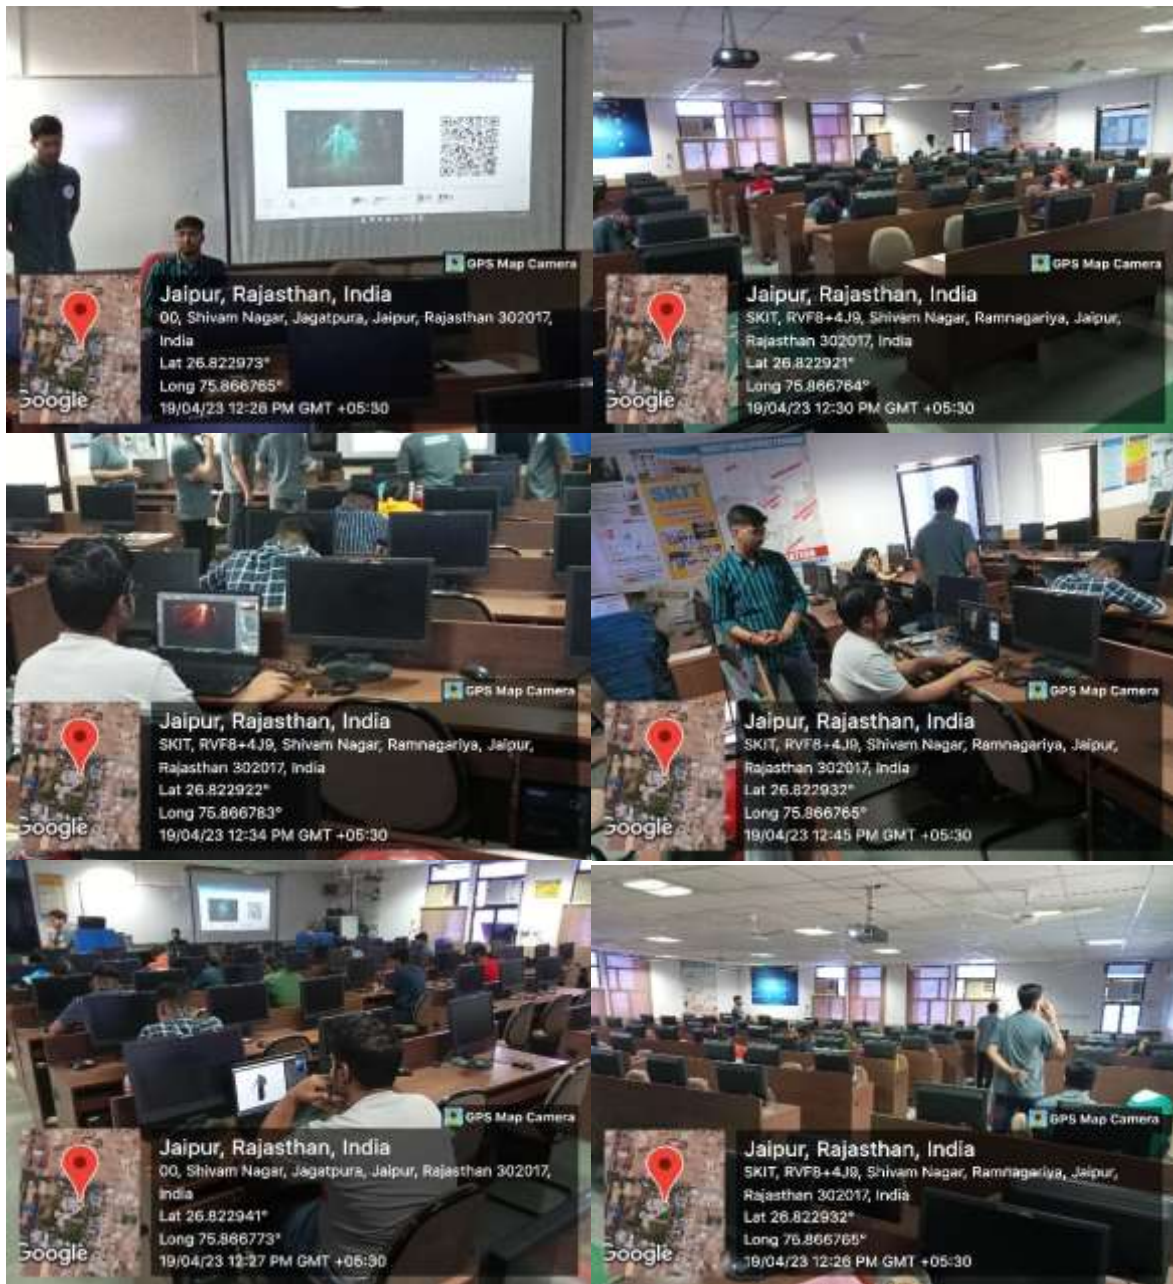 GPS Map Camera
Jaipur, Rajasthan, India
00, Shivam Nagar, Jagatpura, Jaipur, Rajasthan 302017,
India
Lat 26.822973°
Long 75.866765°
19/04/23 12:28 PM GMT +05:30
Google
GPS Map Camera
Jaipur, Rajasthan, India
SKIT, RVF8+4J9, Shivam Nagar, Ramnagariya, Jaipur,
Rajasthan 302017, India
Lat 26.822921°
Long 75.866764°
19/04/23 12:30 PM GMT +05:30
Google
GPS Map Camera
Jaipur, Rajasthan, India
SKIT, RVF8+4J9, Shivam Nagar, Ramnagariya, Jaipur,
Rajasthan 302017, India
Lat 26.822922°
Long 75.866783°
19/04/23 12:34 PM GMT +05:30
Google
SKIT
GPS Map Camera
Jaipur, Rajasthan, India
SKIT, RVF8+4J9, Shivam Nagar, Ramnagariya, Jaipur,
Rajasthan 302017, India
Lat 26.822932°
Long 75.866765°
19/04/23 12:45 PM GMT +05:30
Google
GPS Map Camera
Jaipur, Rajasthan, India
00, Shivam Nagar, Jagatpura, Jaipur, Rajasthan 302017,
India
Lat 26.822941°
Long 75.866773°
19/04/23 12:27 PM GMT +05:30
Google
GPS Map Camera
Jaipur, Rajasthan, India
SKIT, RVF8+4J9, Shivam Nagar, Ramnagariya, Jaipur,
Rajasthan 302017, India
Lat 26.822932°
Long 75.866765°
19/04/23 12:26 PM GMT +05:30
Google